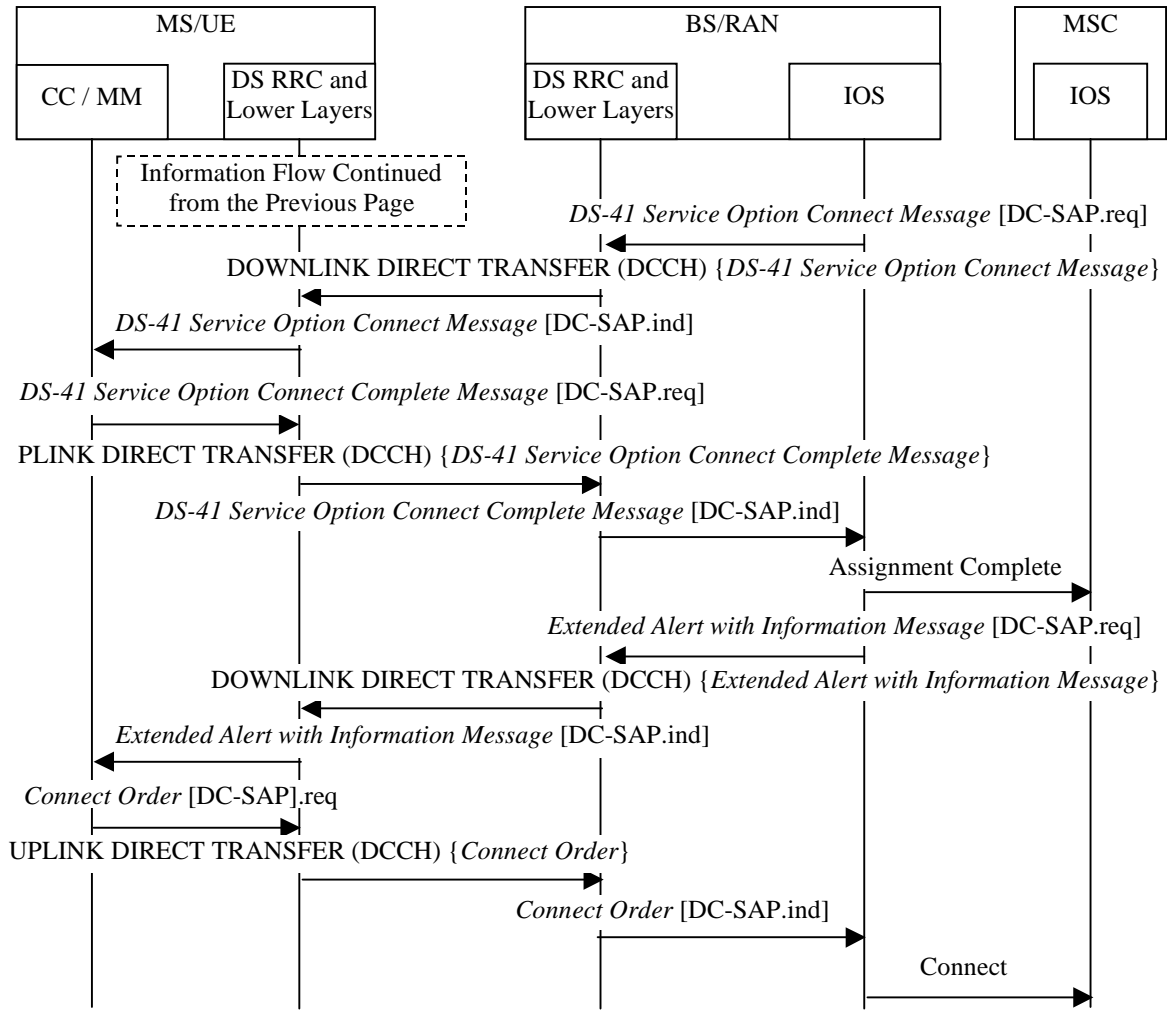 MS/UE
BS/RAN
MSC
CC / MM
DS RRC and
Lower Layers
DS RRC and
Lower Layers
IOS
IOS
Information Flow Continued
from the Previous Page
DS-41 Service Option Connect Message [DC-SAP.req]
DOWNLINK DIRECT TRANSFER (DCCH) {DS-41 Service Option Connect Message}
DS-41 Service Option Connect Message [DC-SAP.ind]
DS-41 Service Option Connect Complete Message [DC-SAP.req]
PLINK DIRECT TRANSFER (DCCH) {DS-41 Service Option Connect Complete Message}
DS-41 Service Option Connect Complete Message [DC-SAP.ind]
Assignment Complete
Extended Alert with Information Message [DC-SAP.req]
DOWNLINK DIRECT TRANSFER (DCCH) {Extended Alert with Information Message}
Extended Alert with Information Message [DC-SAP.ind]
Connect Order [DC-SAP].req
UPLINK DIRECT TRANSFER (DCCH) {Connect Order}
Connect Order [DC-SAP.ind]
Connect